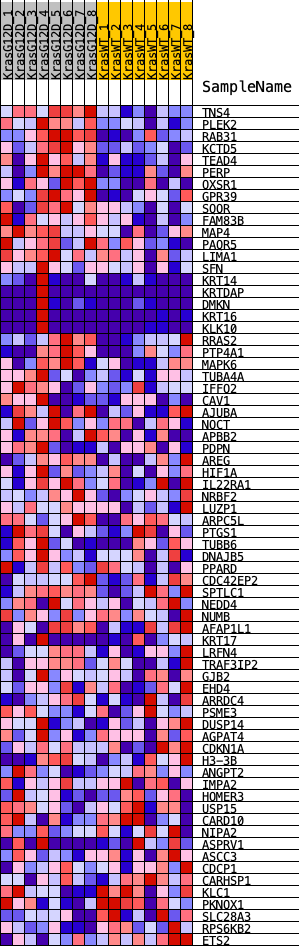 KrasG12D_1
KrasG12D_2
KrasG12D_3
KrasG12D_4
KrasG12D_5
KrasG12D_6
KrasG12D_7
KrasG12D_8
KrasWT_1
KrasWT_2
KrasWT_3
KrasWT_4
KrasWT_5
KrasWT_6
KrasWT_7
KrasWT_8
SampleName
TNS4
PLEK2
RAB31
KCTD5
TEAD4
PERP
OXSR1
GPR39
SQOR
FAM83B
MAP4
PAQR5
LIMA1
SFN
KRT14
KRTDAP
DMKN
KRT16
KLK10
RRAS2
PTP4A1
MAPK6
TUBA4A
IFFO2
CAV1
AJUBA
NOCT
APBB2
PDPN
AREG
HIF1A
IL22RA1
NRBF2
LUZP1
ARPC5L
PTGS1
TUBB6
DNAJB5
PPARD
CDC42EP2
SPTLC1
NEDD4
NUMB
AFAP1L1
KRT17
LRFN4
TRAF3IP2
GJB2
EHD4
ARRDC4
PSME3
DUSP14
AGPAT4
CDKN1A
H3-3B
ANGPT2
IMPA2
HOMER3
USP15
CARD10
NIPA2
ASPRV1
ASCC3
CDCP1
CARHSP1
KLC1
PKNOX1
SLC28A3
RPS6KB2
ETS2